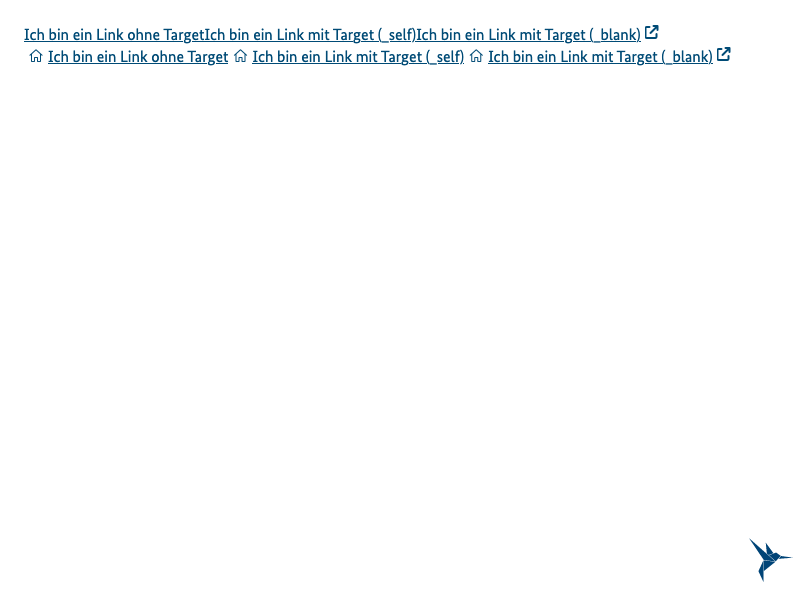 Ich bin ein Link ohne TargetIch bin ein Link mit Target (_self)Ich bin ein Link mit Target (_blank)
Ich bin ein Link ohne Target Ich bin ein Link mit Target (_self) Ich bin ein Link mit Target (_blank)